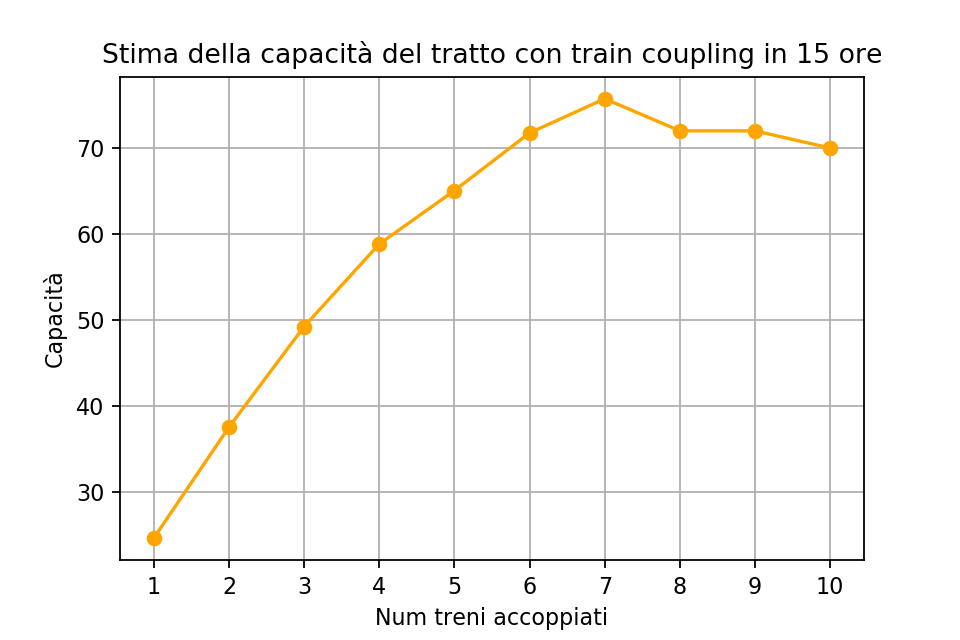 Stima della capacità del tratto con train coupling in 15 ore
70
60
50
40
30
Capacità
1 2 3 4 5 6 7 8 9 10
Num treni accoppiati